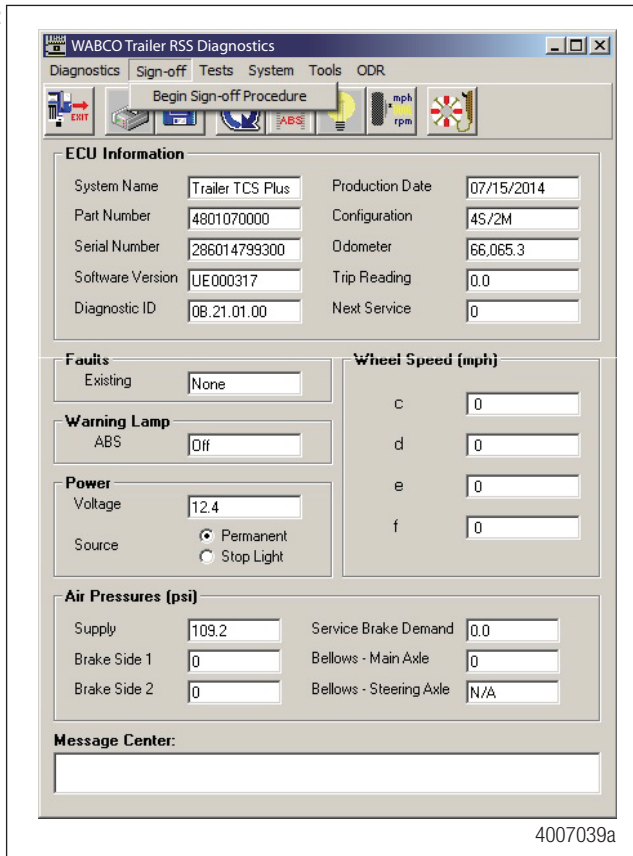 WABCO Trailer RSS Diagnostics
Diagnostics Sign-off Tests System Tools ODR
Begin Sign-off Procedure
EXIT ABS mph
rpm
ECU Information
System Name Trailer TCS Plus Production Date 07/15/2014
Part Number 4801070000 Configuration 4S/2M
Serial Number 286014799300 Odometer 66,065.3
Software Version UE000317 Trip Reading 0.0
Diagnostic ID 0B.21.01.00 Next Service 0
Faults Wheel Speed (mph)
Existing None
c 0
Warning Lamp
ABS Off d 0
Power e 0
Voltage 12.4
Source Permanent f 0
Stop Light
Air Pressures (psi)
Supply 109.2 Service Brake Demand 0.0
Brake Side 1 0 Bellows - Main Axle 0
Brake Side 2 0 Bellows - Steering Axle N/A
Message Center:
4007039a